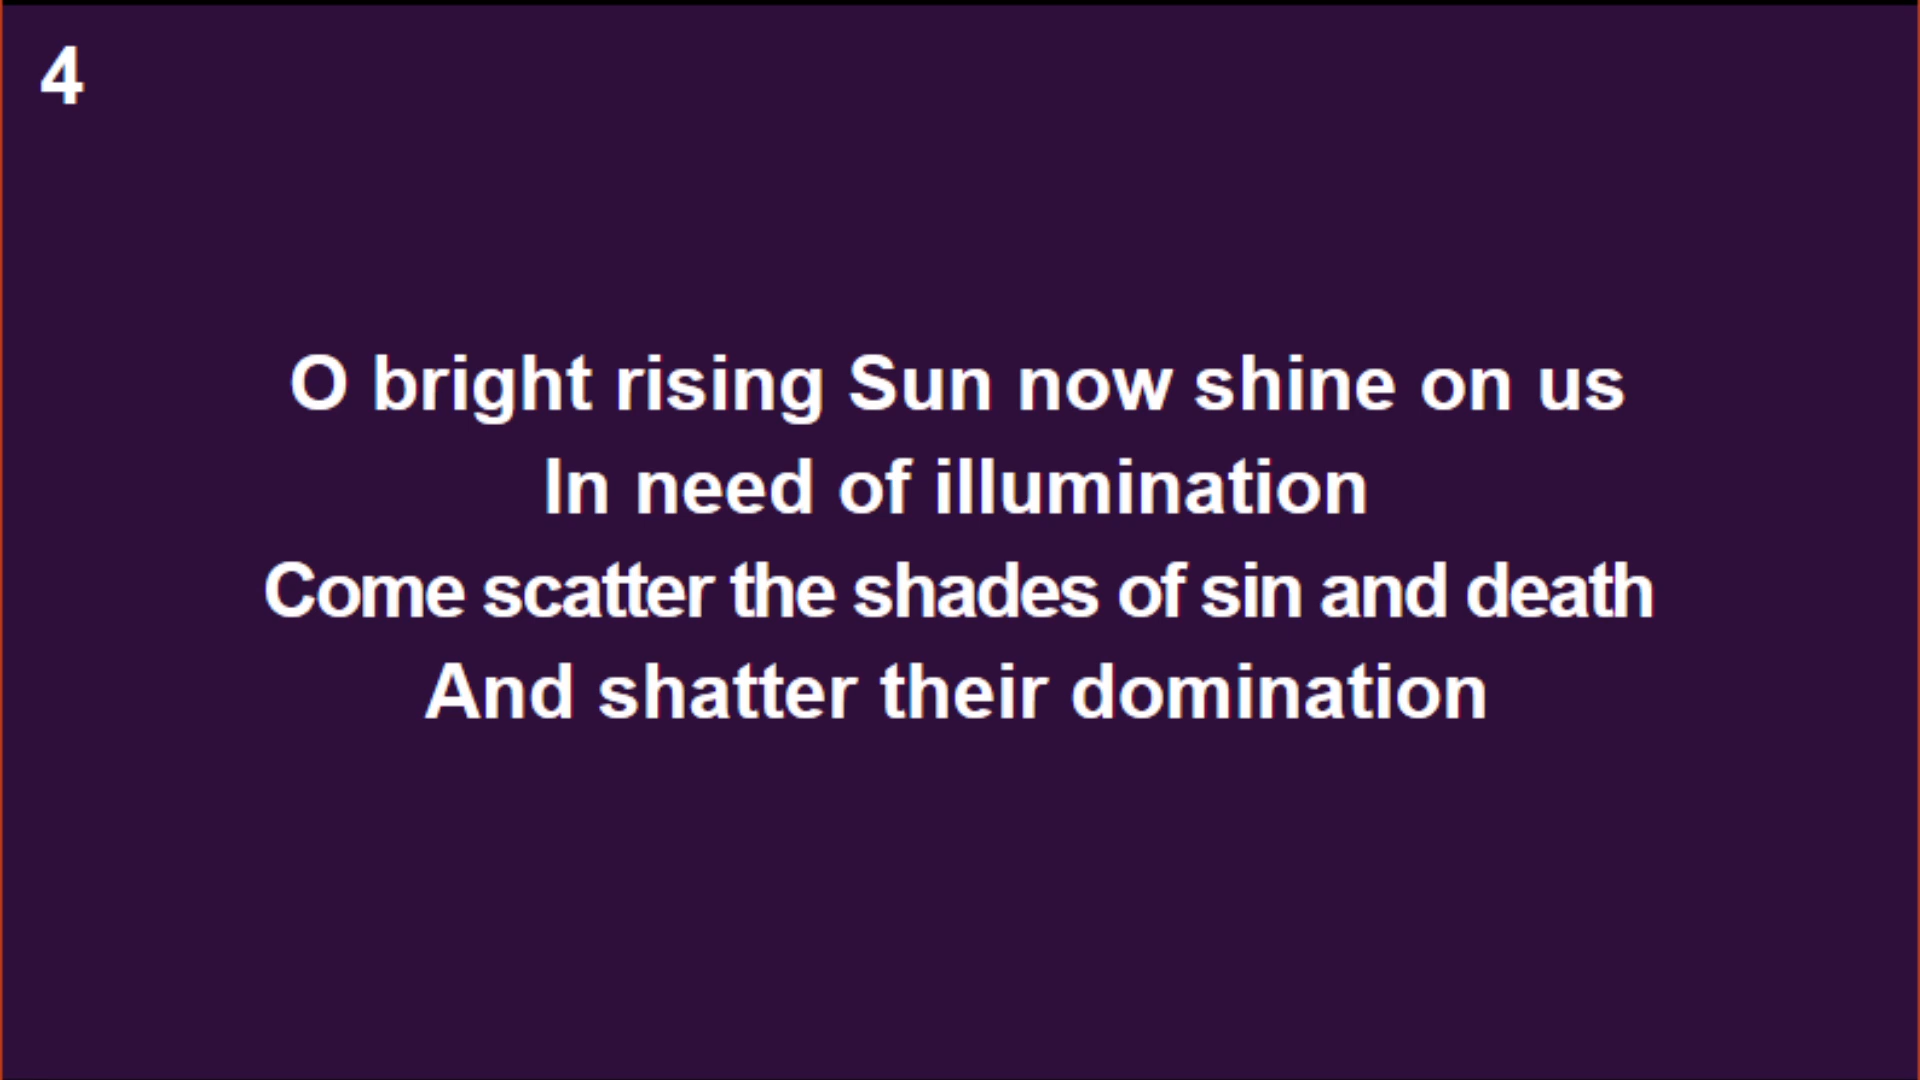 4
O bright rising Sun now shine on us
In need of illumination
Come scatter the shades of sin and death
And shatter their domination